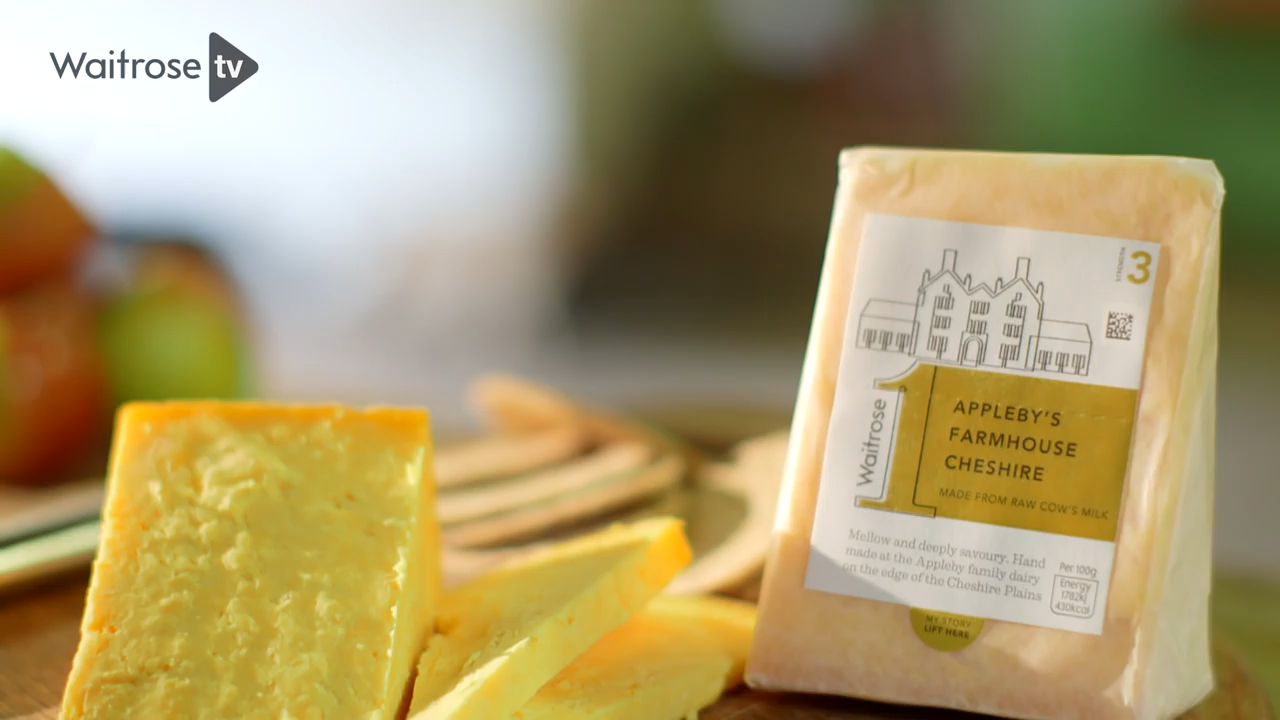 Waitrose tv
STRENGTH 3
Waitrose 1
APPLEBY'S
FARMHOUSE
CHESHIRE
MADE FROM RAW COW'S MILK
Mellow and deeply savoury. Hand
made at the Appleby family dairy
on the edge of the Cheshire Plains
Per 100g
Energy
1782kJ
430kcal
MY STORY
LIFT HERE